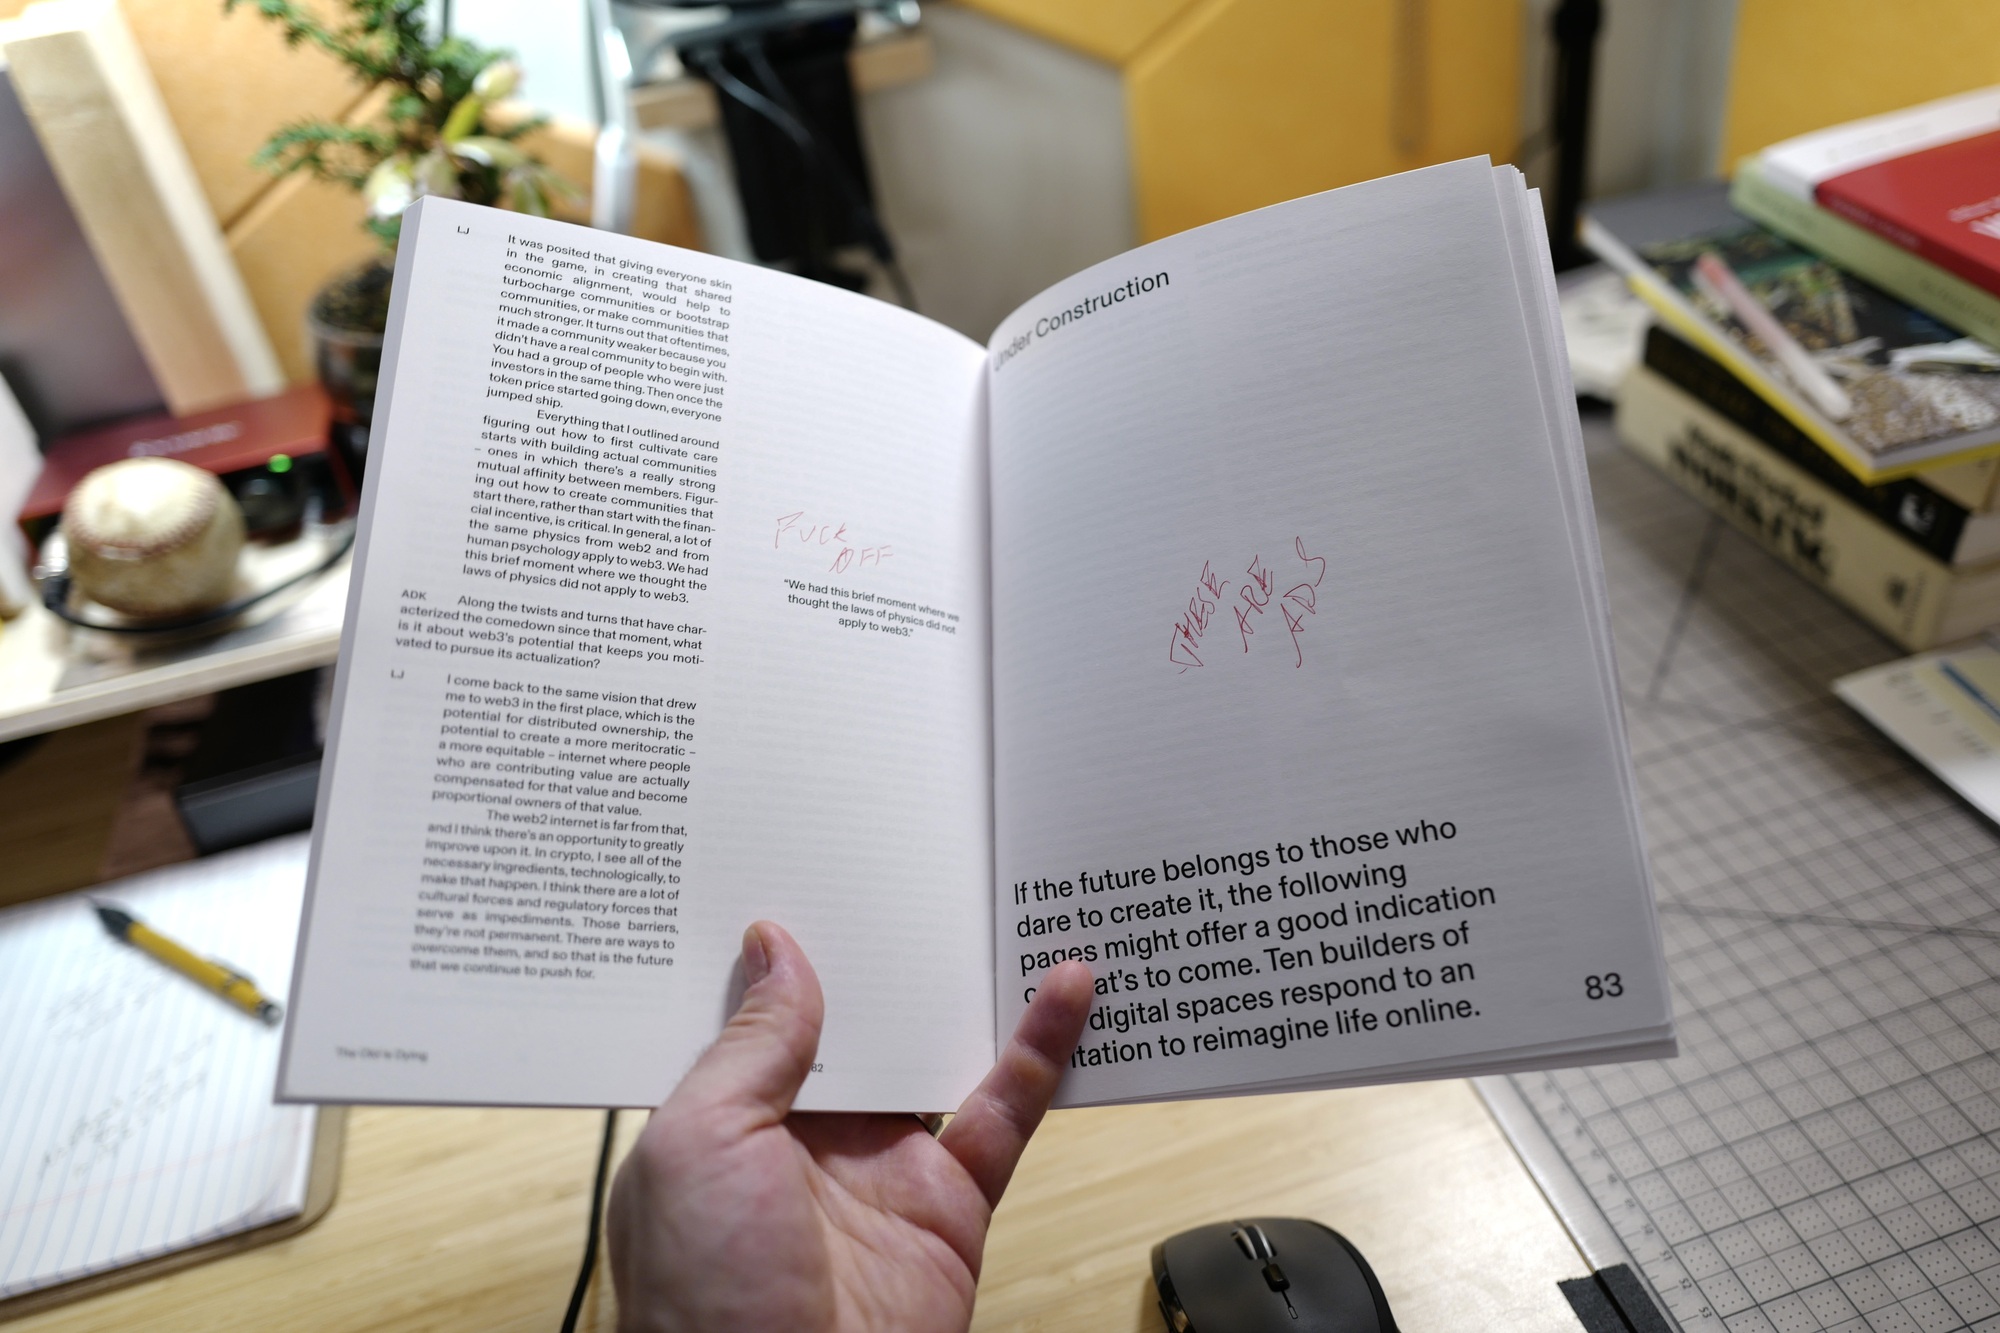 LJ
It was posited that giving everyone skin
in the game, in creating that shared
economic alignment, would help to
turbocharge communities or bootstrap
communities, or make communities that
much stronger. It turns out that oftentimes,
it made a community weaker because you
didn't have a real community to begin with.
You had a group of people who were just
investors in the same thing. Then once the
token price started going down, everyone
jumped ship.
Everything that I outlined around
figuring out how to first cultivate care
starts with building actual communities
– ones in which there's a really strong
mutual affinity between members. Figur-
ing out how to create communities that
start there, rather than start with the finan-
cial incentive, is critical. In general, a lot of
the same physics from web2 and from
human psychology apply to web3. We had
this brief moment where we thought the
laws of physics did not apply to web3.
ADK
Along the twists and turns that have char-
acterized the comedown since that moment, what
is it about web3's potential that keeps you moti-
vated to pursue its actualization?
LJ
I come back to the same vision that drew
me to web3 in the first place, which is the
potential for distributed ownership, the
potential to create a more meritocratic –
a more equitable – internet where people
who are contributing value are actually
compensated for that value and become
proportional owners of that value.
The web2 internet is far from that,
and I think there's an opportunity to greatly
improve upon it. In crypto, I see all of the
necessary ingredients, technologically, to
make that happen. I think there are a lot of
cultural forces and regulatory forces that
serve as impediments. Those barriers,
they're not permanent. There are ways to
overcome them, and so that is the future
that we continue to push for.
FUCK
OFF
"We had this brief moment where we
thought the laws of physics did not
apply to web3."
The Old is Dying
82
Under Construction
THESE
ARE
ADS
If the future belongs to those who
dare to create it, the following
pages might offer a good indication
at's to come. Ten builders of
digital spaces respond to an
itation to reimagine life online.
83